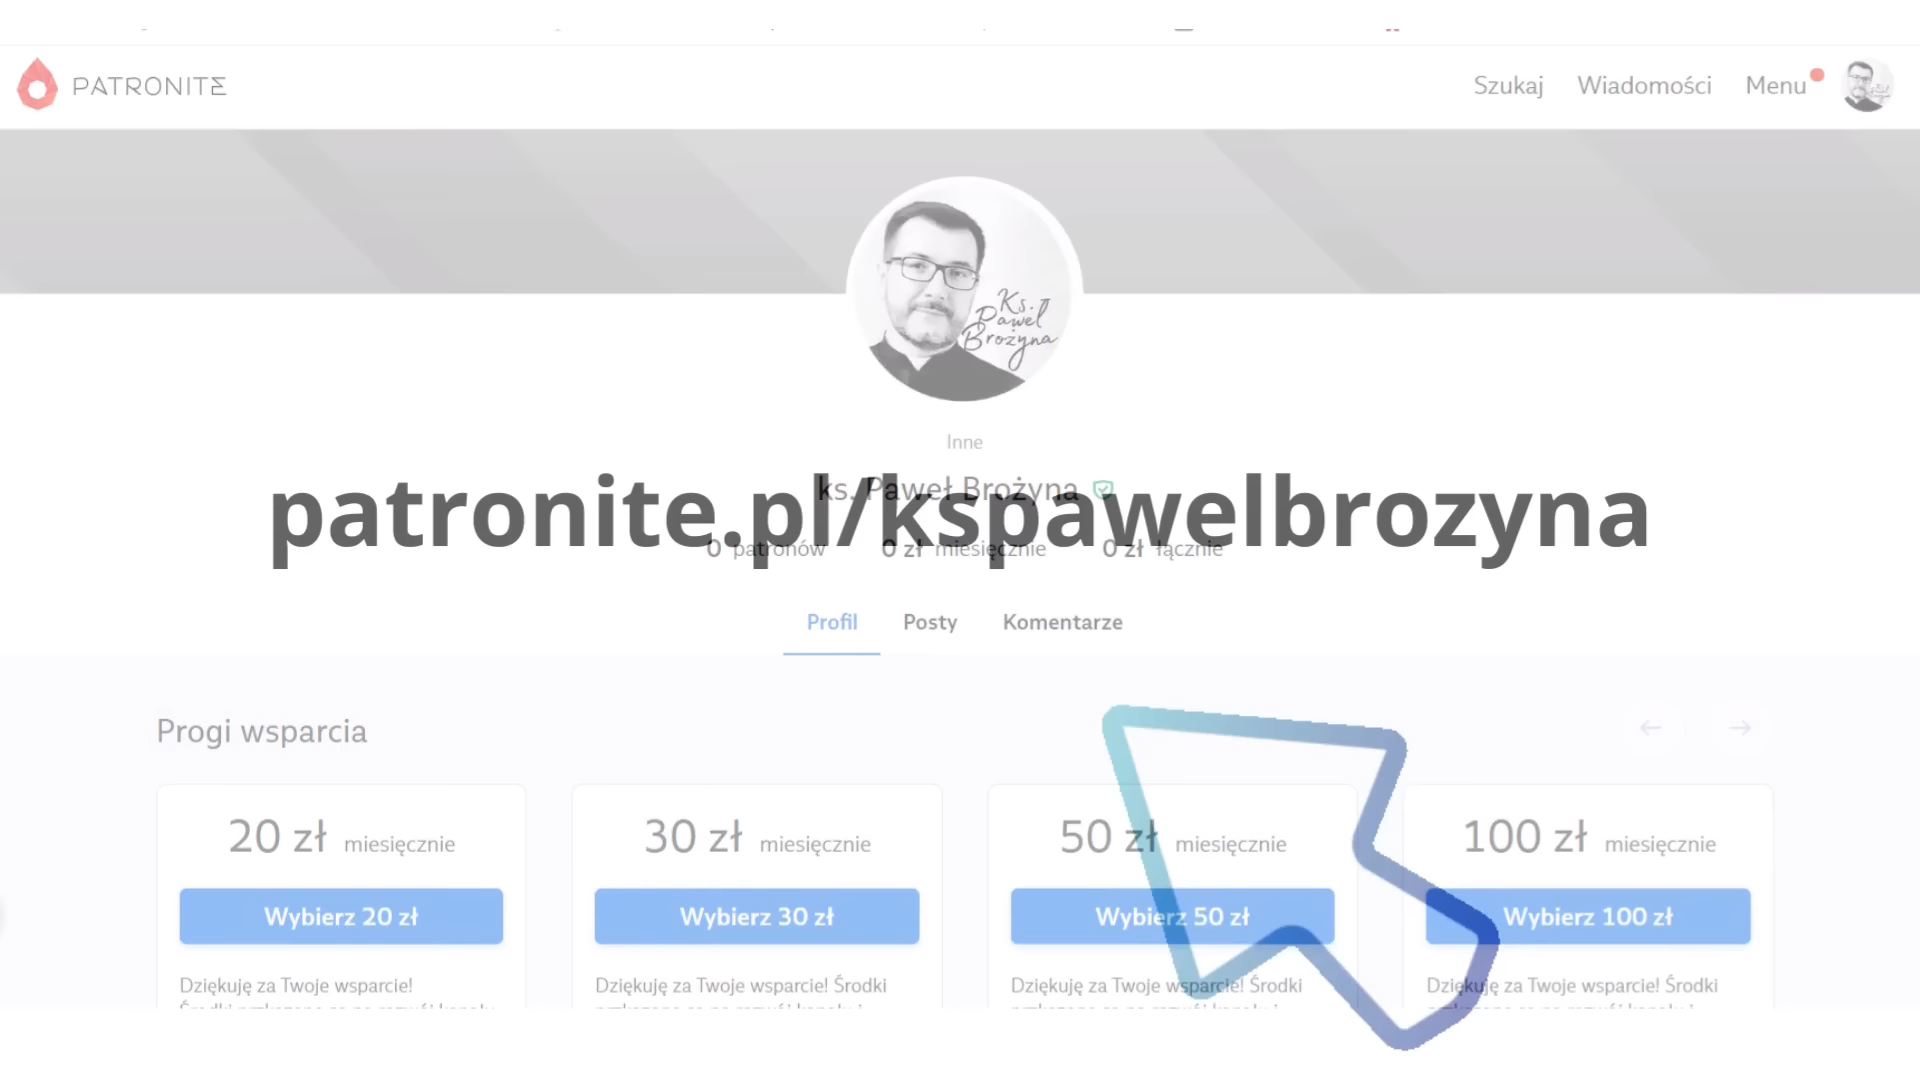 PATRONITE
Szukaj Wiadomości Menu
Ks.
Paweł
Brożyna
Inne
ks. Paweł Brożyna
patronite.pl/kspawelbrozyna
0 patronów 0 zł miesięcznie 0 zł łącznie
Profil Posty Komentarze
Progi wsparcia
20 zł miesięcznie
Wybierz 20 zł
Dziękuję za Twoje wsparcie!
30 zł miesięcznie
Wybierz 30 zł
Dziękuję za Twoje wsparcie! Środki
50 zł miesięcznie
Wybierz 50 zł
Dziękuję za Twoje wsparcie! Środki
100 zł miesięcznie
Wybierz 100 zł
Dziękuję za Twoje wsparcie! Środki